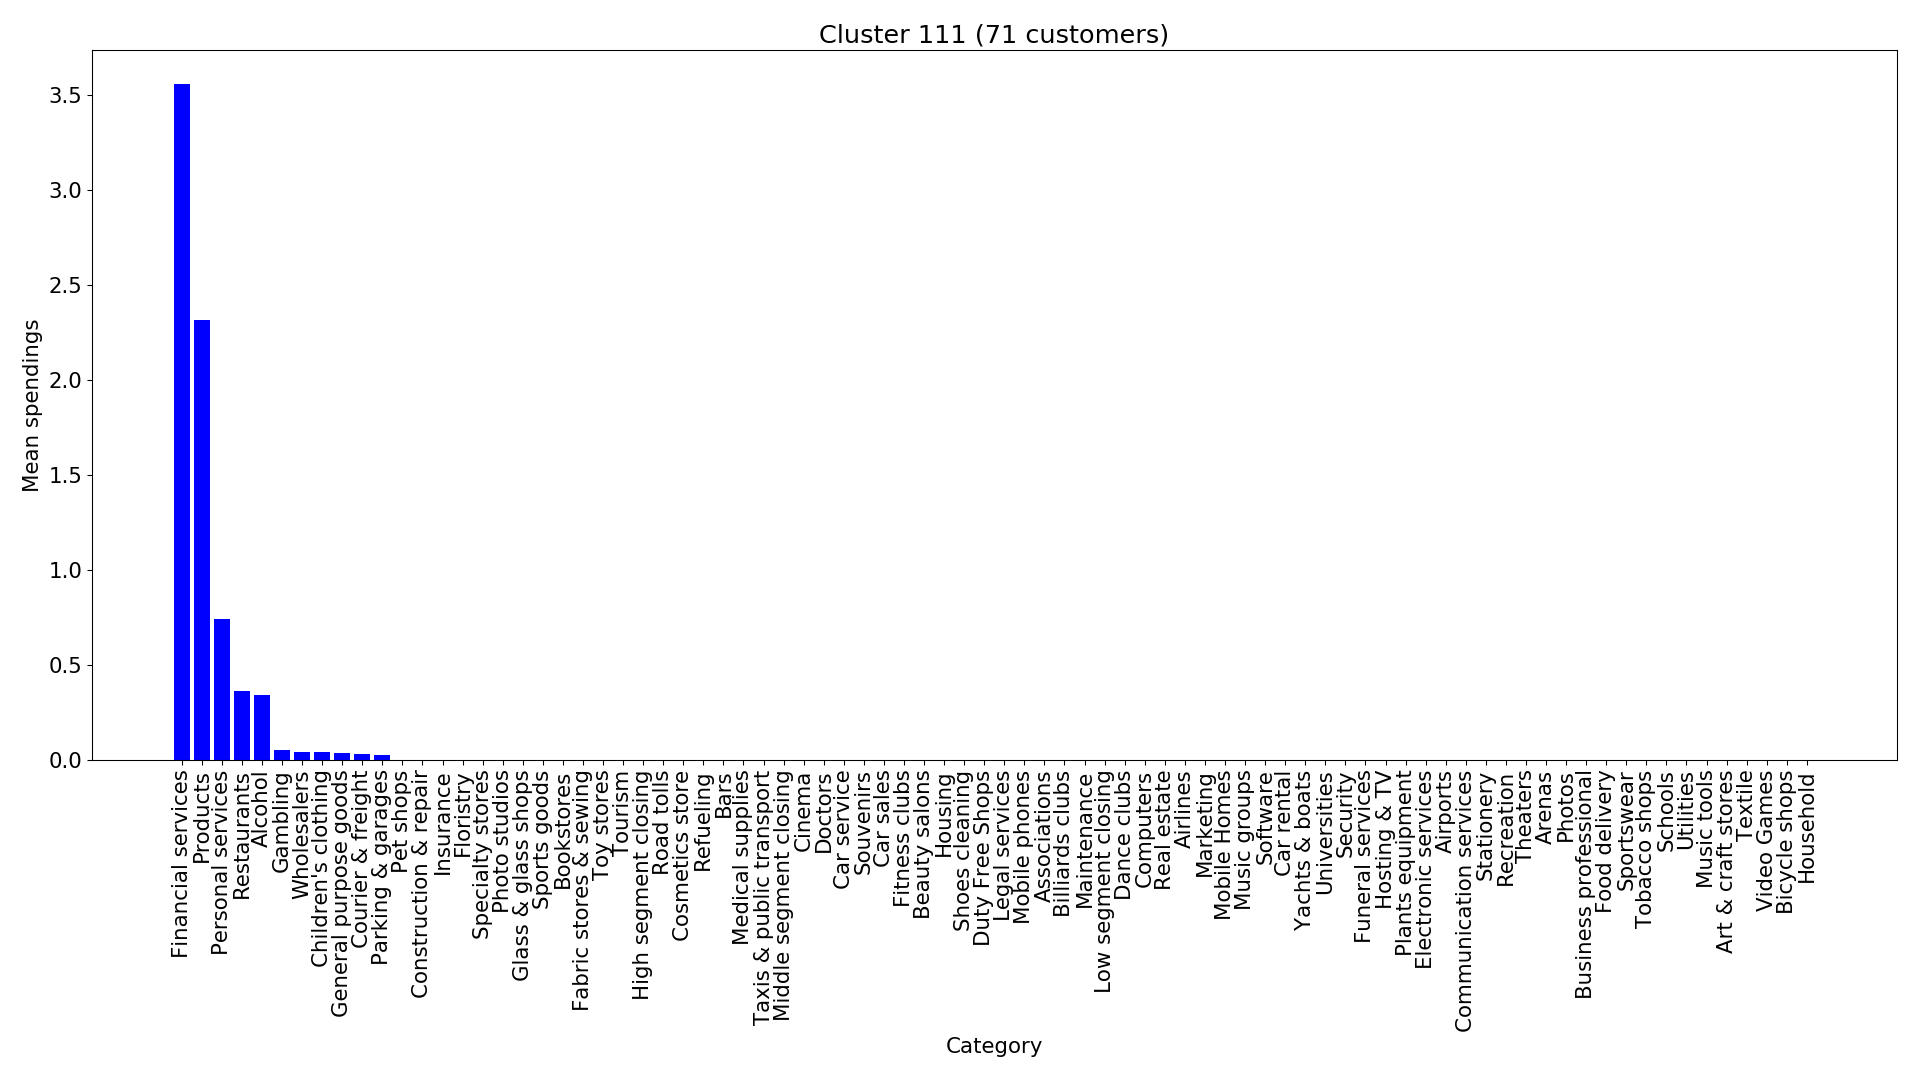 Cluster 111 (71 customers)
Mean spendings
3.5
3.0
2.5
2.0
1.5
1.0
0.5
0.0
Financial services
Products
Personal services
Restaurants
Alcohol
Gambling
Wholesalers
Children's clothing
General purpose goods
Courier & freight
Parking & garages
Pet shops
Construction & repair
Insurance
Floristry
Specialty stores
Photo studios
Glass & glass shops
Sports goods
Bookstores
Fabric stores & sewing
Toy stores
Tourism
High segment closing
Road tolls
Cosmetics store
Refueling
Bars
Medical supplies
Taxis & public transport
Middle segment closing
Cinema
Doctors
Car service
Souvenirs
Car sales
Fitness clubs
Beauty salons
Housing
Shoes cleaning
Duty Free Shops
Legal services
Mobile phones
Associations
Billiards clubs
Maintenance
Low segment closing
Dance clubs
Computers
Real estate
Airlines
Marketing
Mobile Homes
Music groups
Software
Car rental
Yachts & boats
Universities
Security
Funeral services
Hosting & TV
Plants equipment
Electronic services
Airports
Communication services
Stationery
Recreation
Theaters
Arenas
Photos
Business professional
Food delivery
Sportswear
Tobacco shops
Schools
Utilities
Music tools
Art & craft stores
Textile
Video Games
Bicycle shops
Household
Category